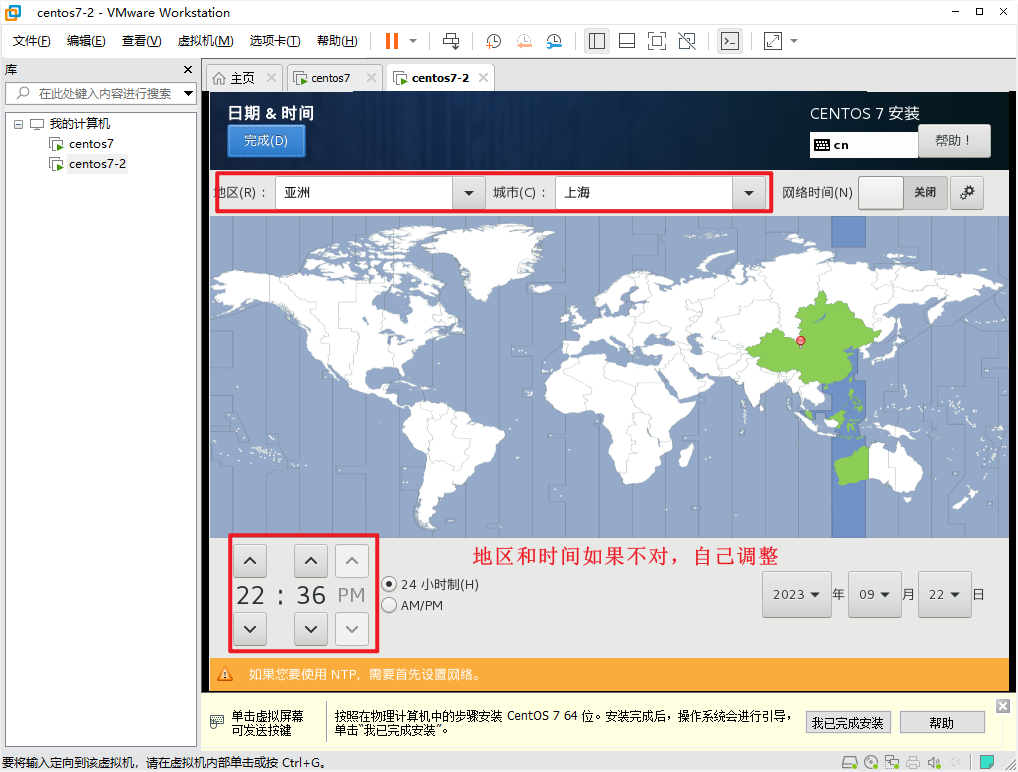 centos7-2 - VMware Workstation
文件(F) 编辑(E) 查看(V) 虚拟机(M) 选项卡(T) 帮助(H)
库
在此处键入内容进行搜索
我的计算机
centos7
centos7-2
主页 centos7 centos7-2
日期 & 时间
完成(D)
CENTOS 7 安装
cn
帮助！
地区(R)： 亚洲 城市(C)： 上海 网络时间(N) 关闭
地区和时间如果不对，自己调整
22 : 36 PM
24 小时制(H)
AM/PM
2023 年 09 月 22 日
如果您要使用 NTP，需要首先设置网络。
单击虚拟屏幕
可发送按键
按照在物理计算机中的步骤安装 CentOS 7 64 位。安装完成后，操作系统会进行引导，
单击“我已完成安装”。
我已完成安装
帮助
要将输入定向到该虚拟机，请在虚拟机内部单击或按 Ctrl+G。